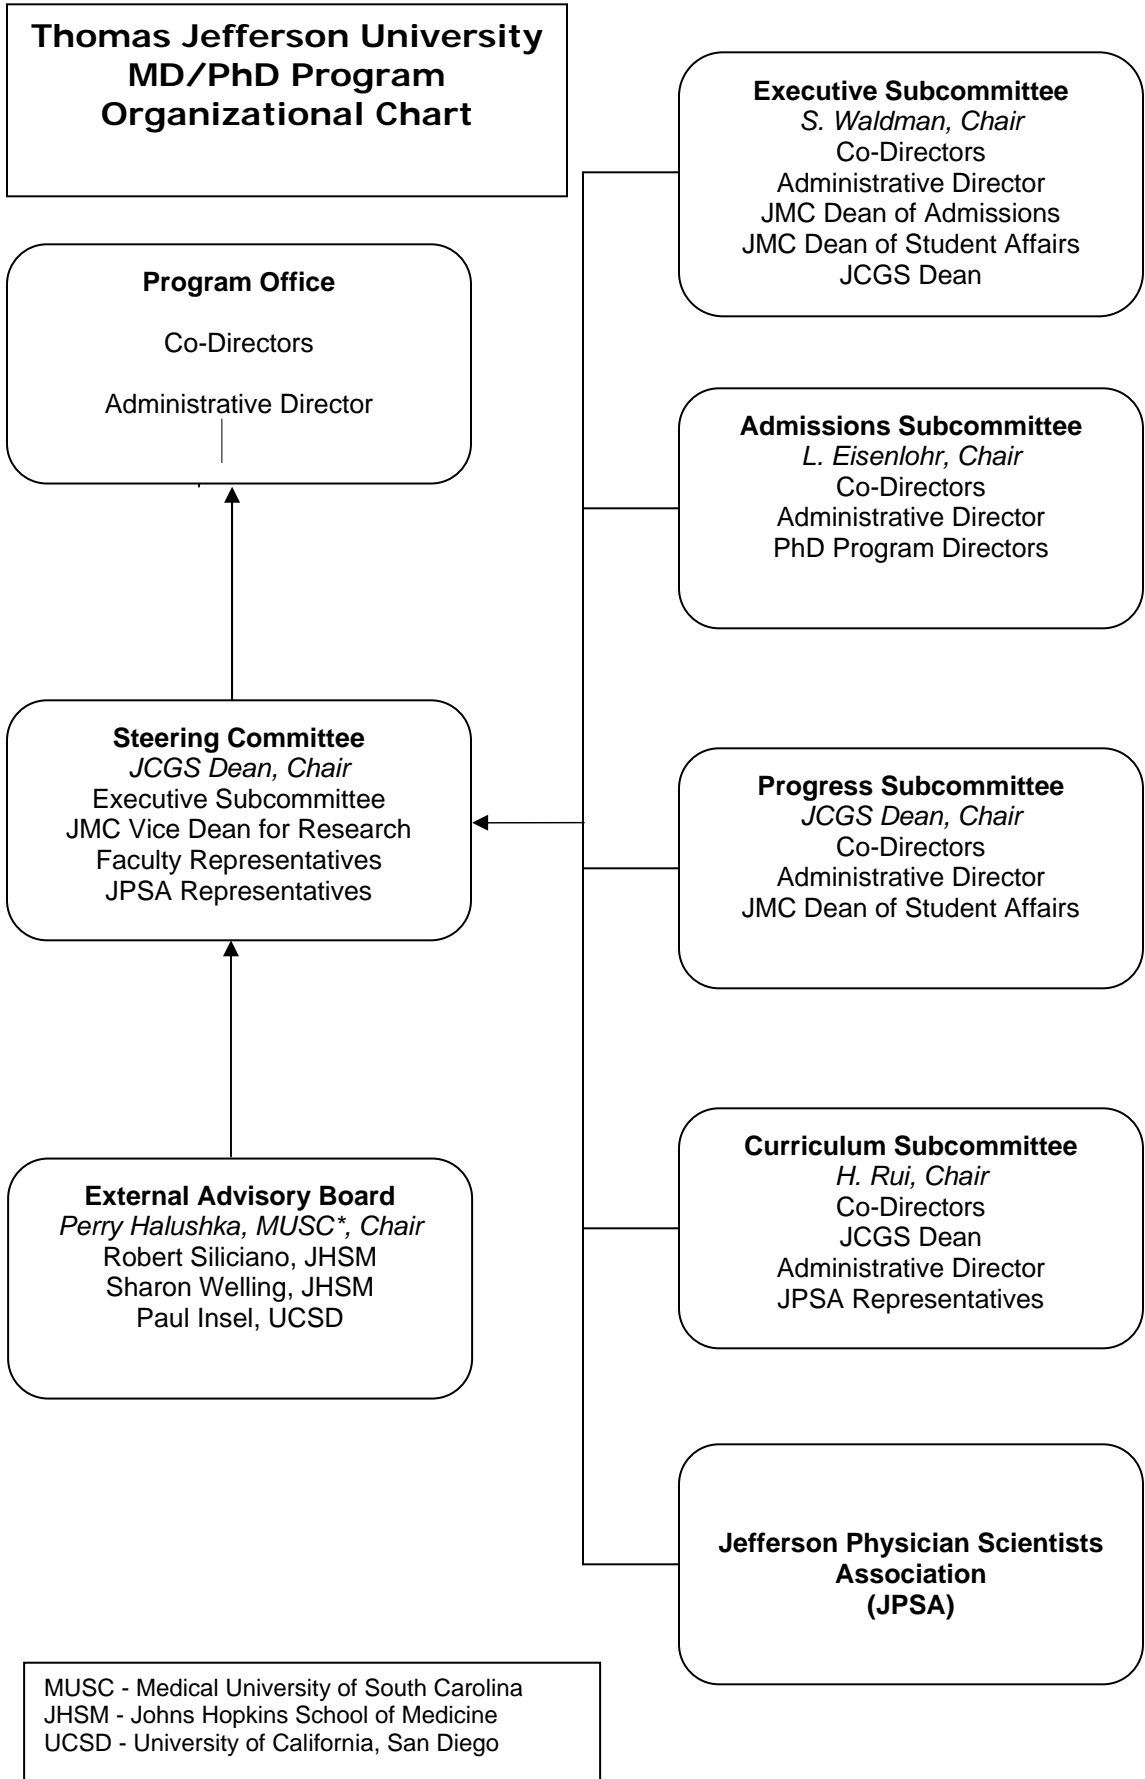 Thomas Jefferson University
MD/PhD Program
Organizational Chart
Program Office
Co-Directors
Administrative Director
Steering Committee
JCGS Dean, Chair
Executive Subcommittee
JMC Vice Dean for Research
Faculty Representatives
JPSA Representatives
External Advisory Board
Perry Halushka, MUSC*, Chair
Robert Siliciano, JHSM
Sharon Welling, JHSM
Paul Insel, UCSD
Executive Subcommittee
S. Waldman, Chair
Co-Directors
Administrative Director
JMC Dean of Admissions
JMC Dean of Student Affairs
JCGS Dean
Admissions Subcommittee
L. Eisenlohr, Chair
Co-Directors
Administrative Director
PhD Program Directors
Progress Subcommittee
JCGS Dean, Chair
Co-Directors
Administrative Director
JMC Dean of Student Affairs
Curriculum Subcommittee
H. Rui, Chair
Co-Directors
JCGS Dean
Administrative Director
JPSA Representatives
Jefferson Physician Scientists
Association
(JPSA)
MUSC - Medical University of South Carolina
JHSM - Johns Hopkins School of Medicine
UCSD - University of California, San Diego